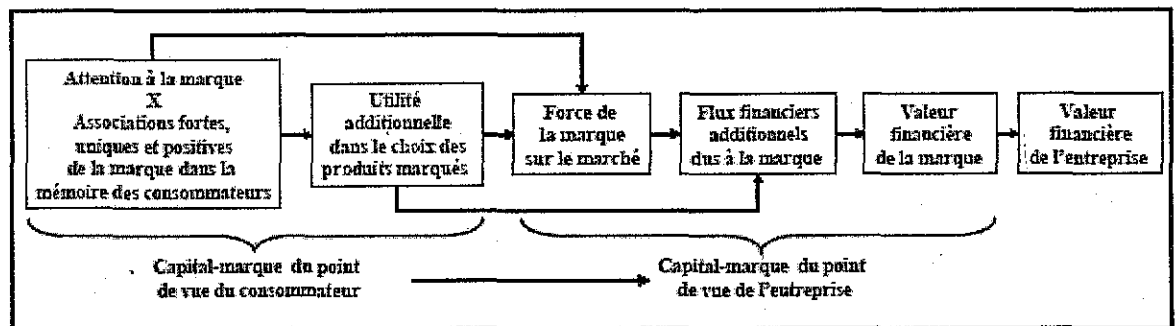 Attention à la marque
X
Associations fortes,
uniques et positives
de la marque dans la
mémoire des consommateurs
Utilité
additionnelle
dans le choix des
produits marqués
Force de
la marque
sur le marché
Flux financiers
additionnels
dus à la marque
Valeur
financière
de la marque
Valeur
financière
de l'entreprise
Capital-marque du point
de vue du consommateur
Capital-marque du point
de vue de l'entreprise